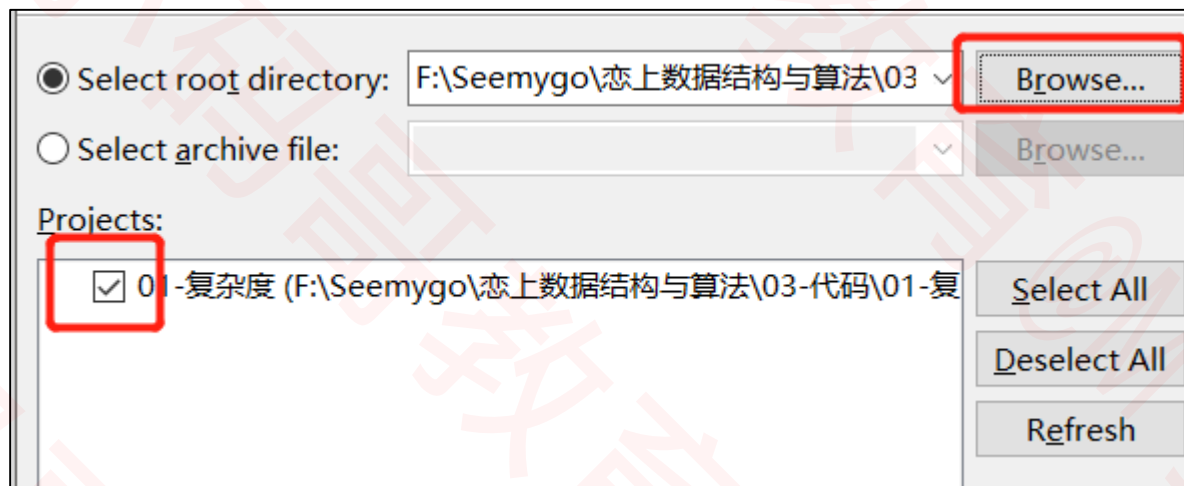 Select root directory: F:\Seemygo\恋上数据结构与算法\03 Browse...
Select archive file: Browse...
Projects:
01-复杂度 (F:\Seemygo\恋上数据结构与算法\03-代码\01-复
Select All
Deselect All
Refresh